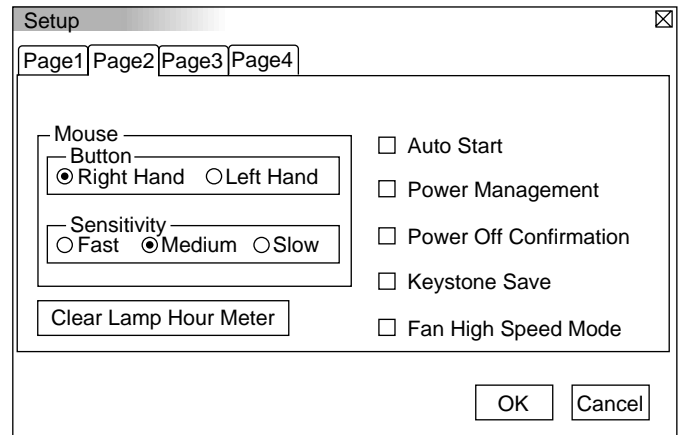 Setup
Page1 Page2 Page3 Page4
Mouse
Button
Right Hand Left Hand
Sensitivity
Fast Medium Slow
Clear Lamp Hour Meter
Auto Start
Power Management
Power Off Confirmation
Keystone Save
Fan High Speed Mode
OK Cancel